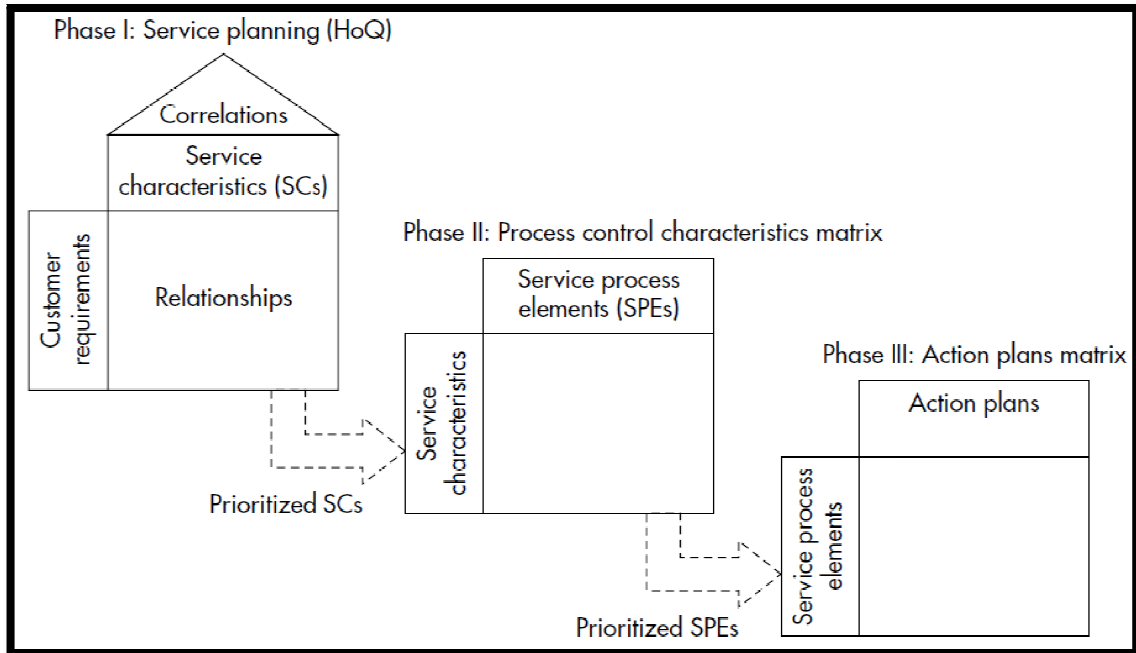 Phase I: Service planning (HoQ)
Correlations
Service
characteristics (SCs)
Customer
requirements
Relationships
Prioritized SCs
Phase II: Process control characteristics matrix
Service process
elements (SPEs)
Service
characteristics
Prioritized SPEs
Phase III: Action plans matrix
Action plans
Service process
elements